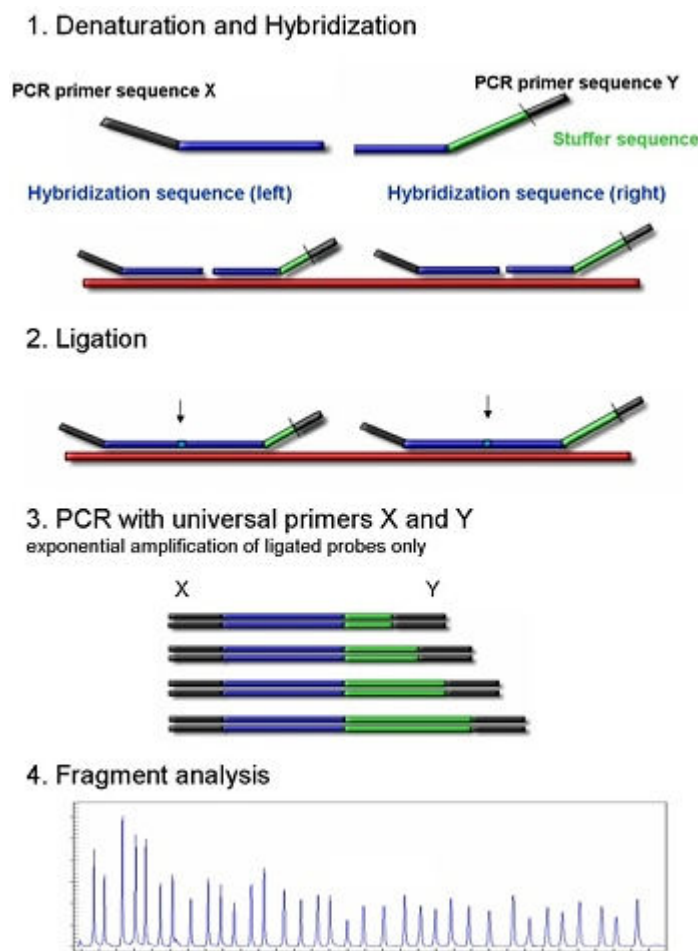 1. Denaturation and Hybridization
PCR primer sequence X
PCR primer sequence Y
Stuffer sequence
Hybridization sequence (left)
Hybridization sequence (right)
2. Ligation
3. PCR with universal primers X and Y
exponential amplification of ligated probes only
X
Y
4. Fragment analysis